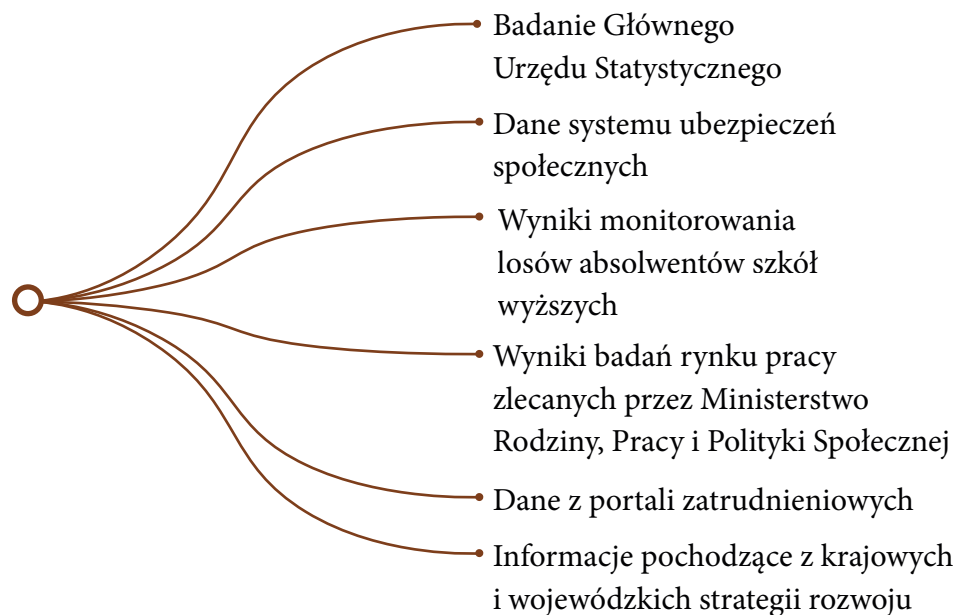 Badanie Głównego
Urzędu Statystycznego
Dane systemu ubezpieczeń
społecznych
Wyniki monitorowania
losów absolwentów szkół
wyższych
Wyniki badań rynku pracy
zlecanych przez Ministerstwo
Rodziny, Pracy i Polityki Społecznej
Dane z portali zatrudnieniowych
Informacje pochodzące z krajowych
i wojewódzkich strategii rozwoju